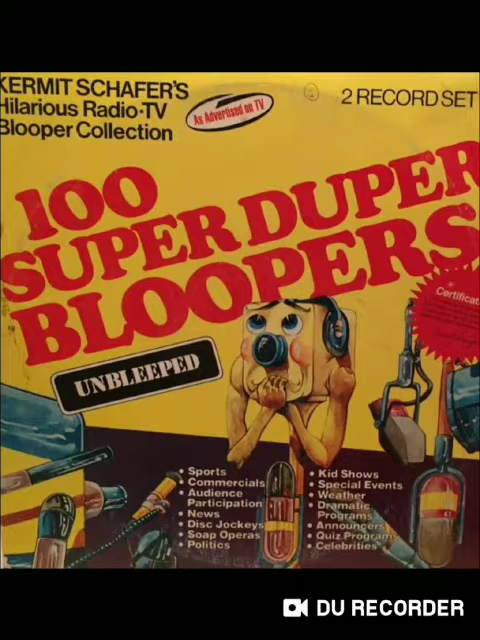 KERMIT SCHAFER'S
Hilarious Radio·TV
Blooper Collection
As Advertised on TV
2 RECORD SET
100
SUPER DUPER
BLOOPERS
Certificat
UNBLEEPED
• Sports
• Commercials
• Audience
Participation
• News
• Disc Jockeys
• Soap Operas
• Politics
• Kid Shows
• Special Events
• Weather
• Dramatic
Programs
• Announcers
• Quiz Programs
• Celebrities
DU RECORDER